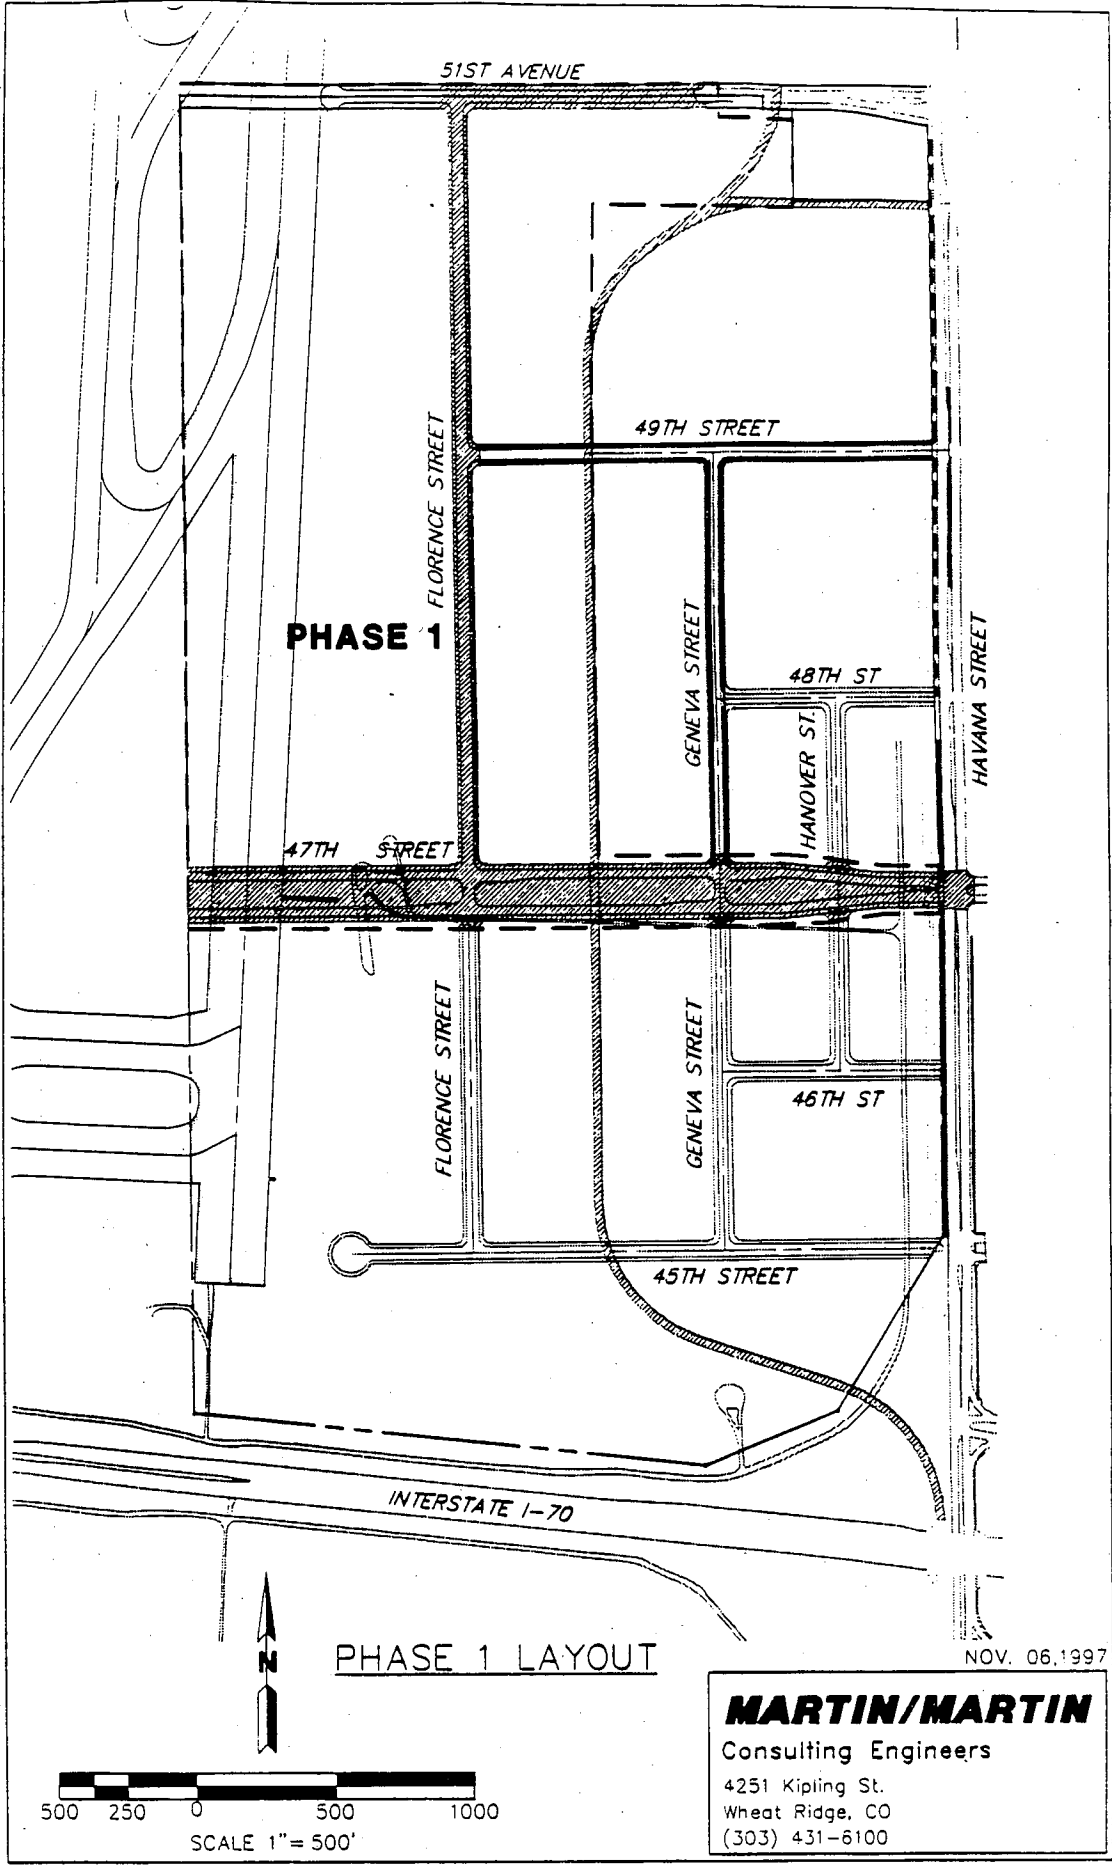 51ST AVENUE
49TH STREET
FLORENCE STREET
PHASE 1
GENEVA STREET
48TH ST
HANOVER ST.
HAVANA STREET
47TH STREET
FLORENCE STREET
GENEVA STREET
46TH ST
45TH STREET
INTERSTATE I-70
N
PHASE 1 LAYOUT
NOV. 06,1997
MARTIN/MARTIN
Consulting Engineers
4251 Kipling St.
Wheat Ridge, CO
(303) 431-6100
500 250 0 500 1000
SCALE 1"= 500'